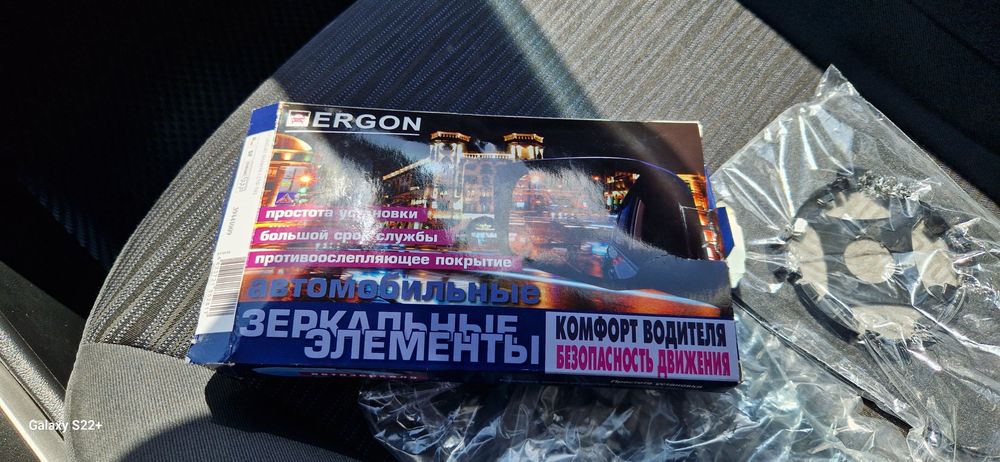 ERGON
простота установки
большой срок службы
противоослепляющее покрытие
автомобильные
ЗЕРКАЛЬНЫЕ
ЭЛЕМЕНТЫ
КОМФОРТ ВОДИТЕЛЯ
БЕЗОПАСНОСТЬ ДВИЖЕНИЯ
Простота установки
Galaxy S22+